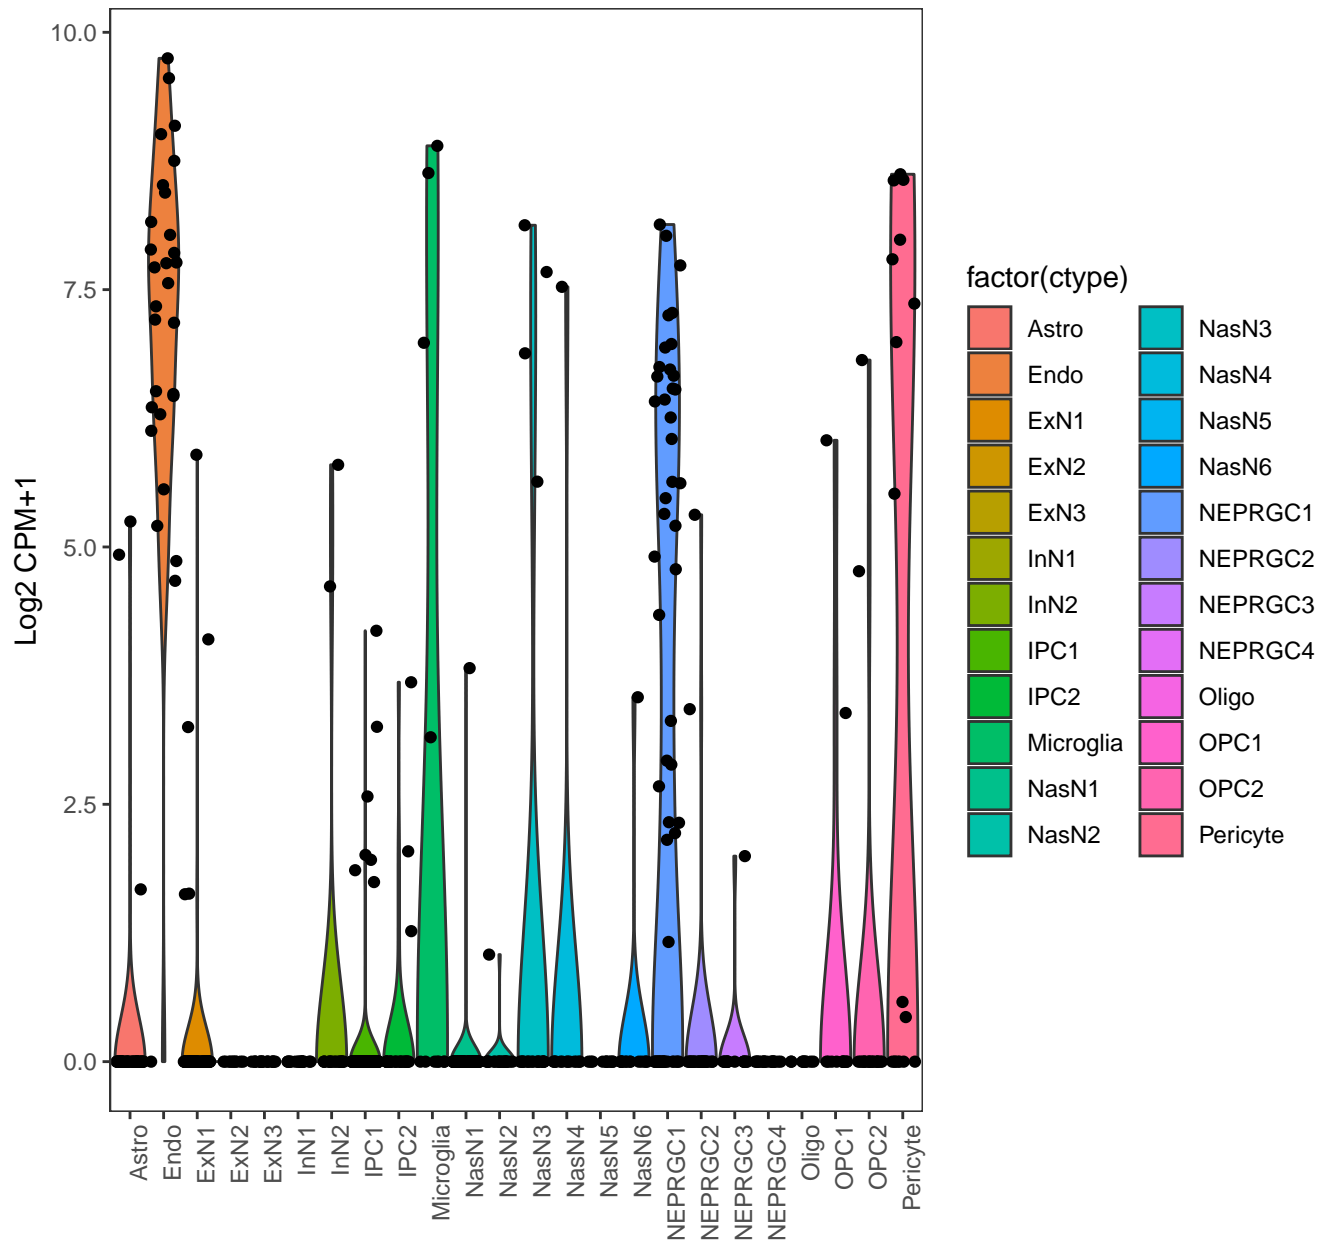 10.0
7.5
5.0
2.5
0.0
Log2 CPM+1
Astro
Endo
ExN1
ExN2
ExN3
InN1
InN2
IPC1
IPC2
Microglia
NasN1
NasN2
NasN3
NasN4
NasN5
NasN6
NEPRGC1
NEPRGC2
NEPRGC3
NEPRGC4
Oligo
OPC1
OPC2
Pericyte
factor(ctype)
Astro
Endo
ExN1
ExN2
ExN3
InN1
InN2
IPC1
IPC2
Microglia
NasN1
NasN2
NasN3
NasN4
NasN5
NasN6
NEPRGC1
NEPRGC2
NEPRGC3
NEPRGC4
Oligo
OPC1
OPC2
Pericyte